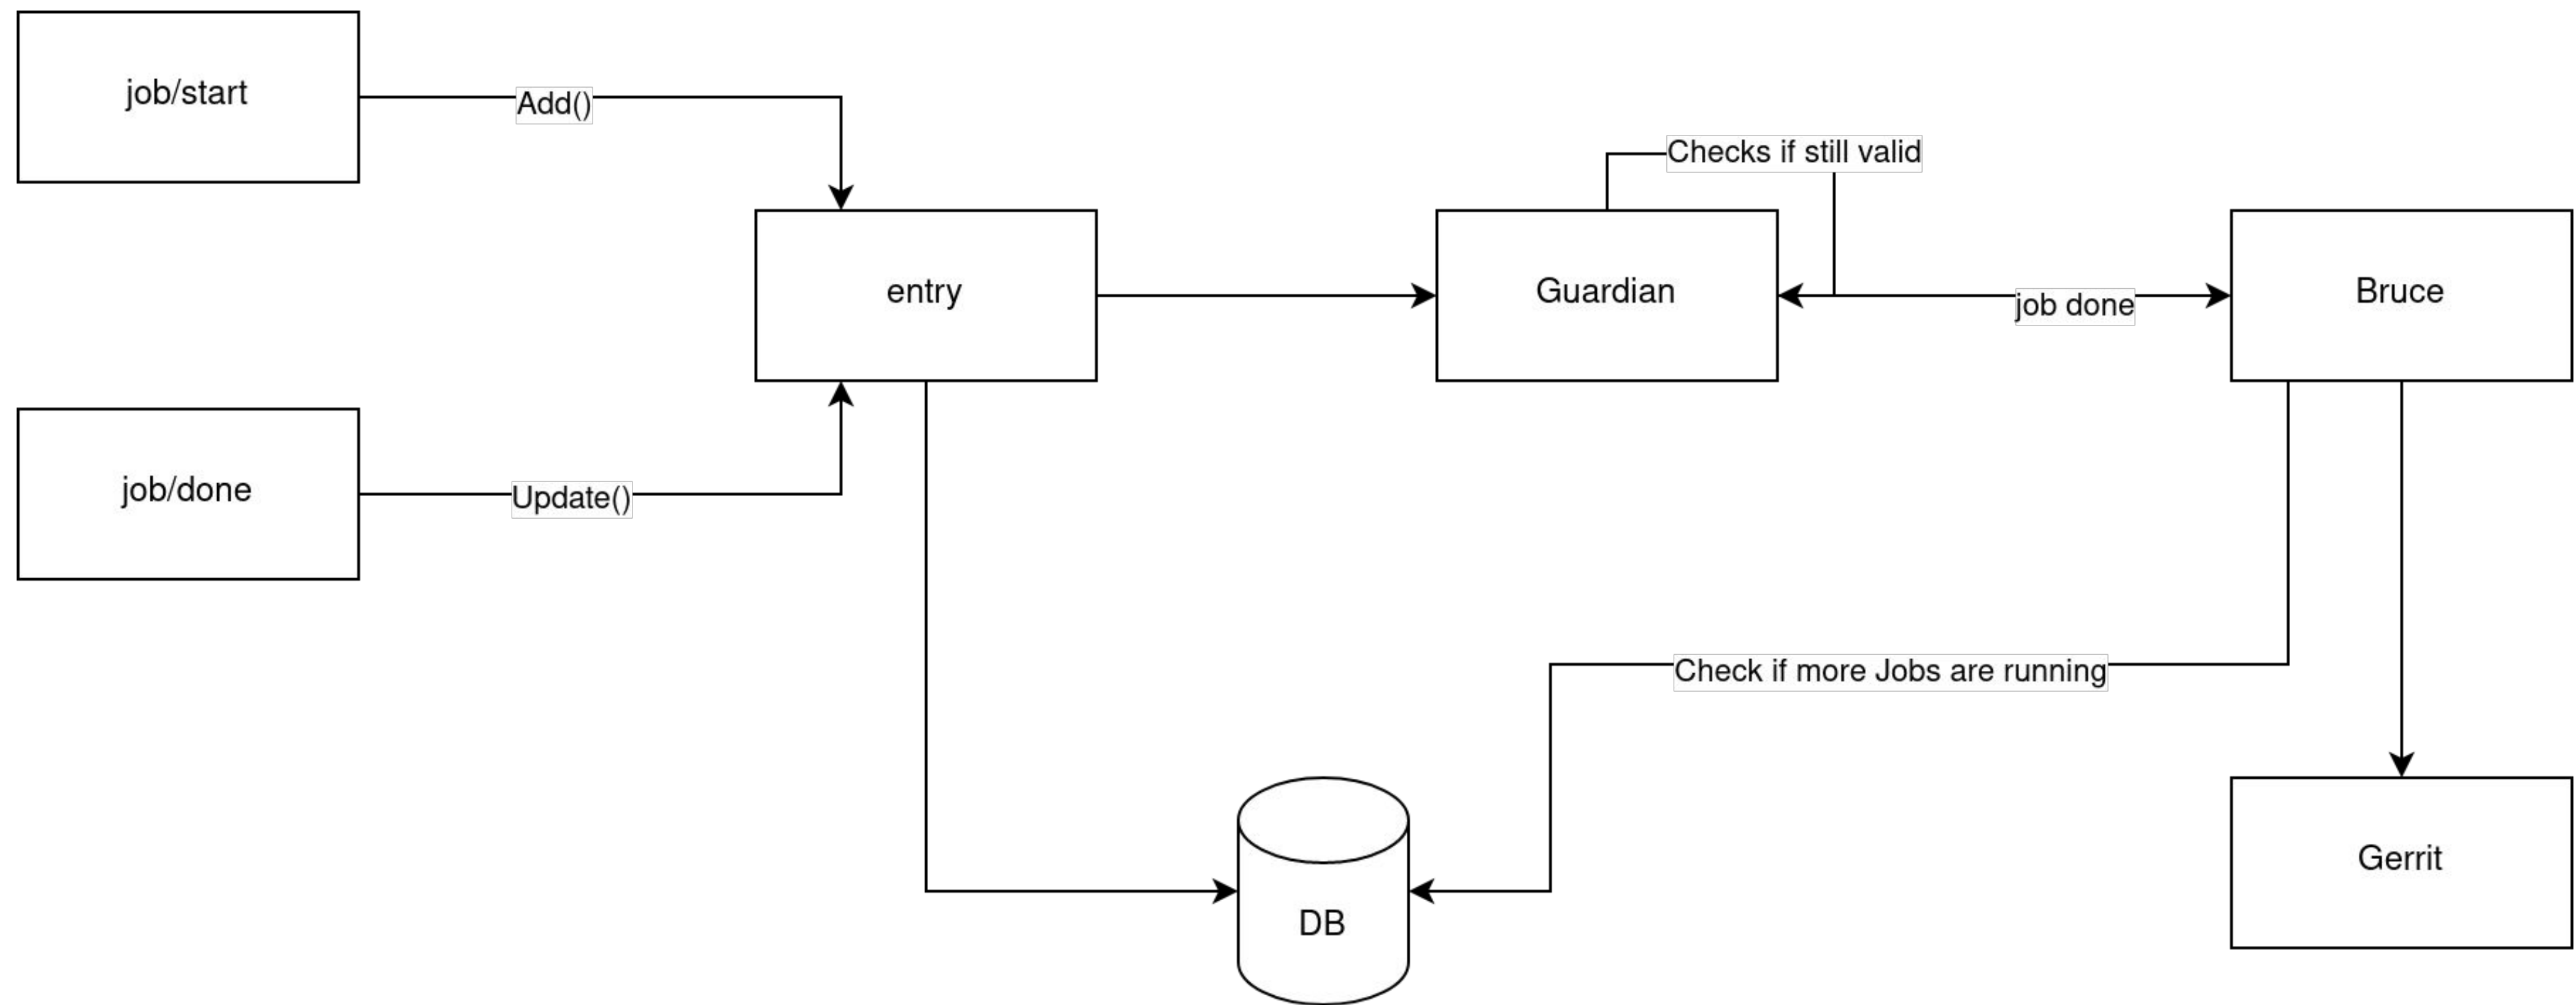 job/start
Add()
Checks if still valid
entry
Guardian
job done
Bruce
job/done
Update()
Check if more Jobs are running
DB
Gerrit